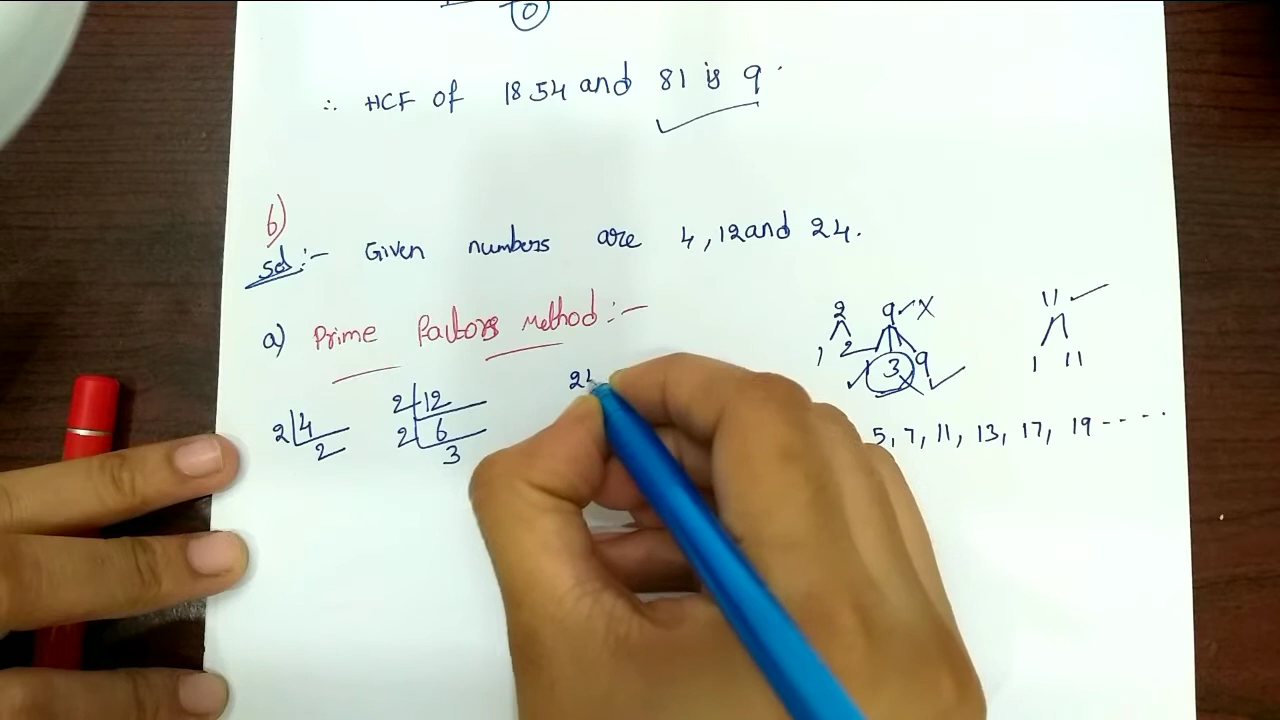 0
∴ HCF of 1854 and 81 is 9.
b)
Sol:- Given numbers are 4, 12 and 24.
a) Prime factors Method:-
2 9 ✓ X 11 ✓
1 2 3 9 1 11
2 4 2 12 24
2 2 6
3
5, 7, 11, 13, 17, 19 - - - -